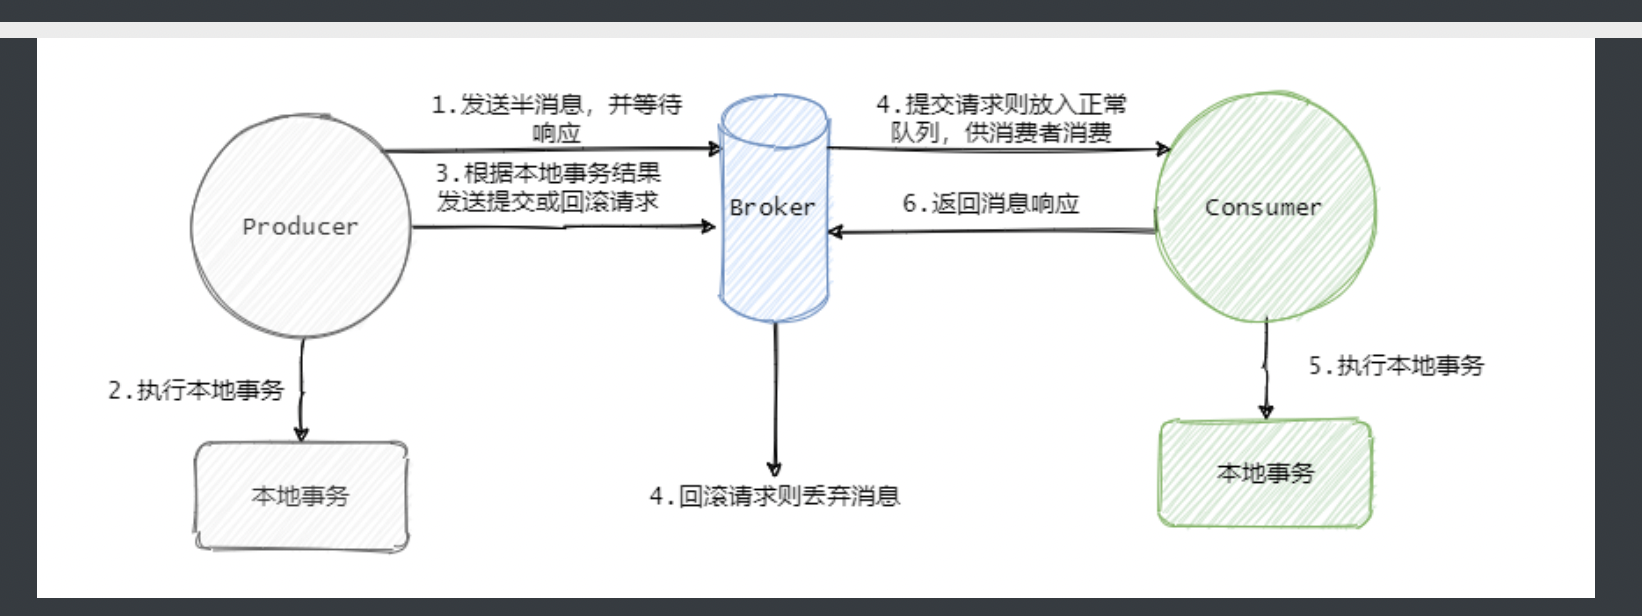 1.发送半消息，并等待
响应
4.提交请求则放入正常
队列，供消费者消费
3.根据本地事务结果
发送提交或回滚请求
Producer
Broker
6.返回消息响应
Consumer
2.执行本地事务
5.执行本地事务
本地事务
4.回滚请求则丢弃消息
本地事务